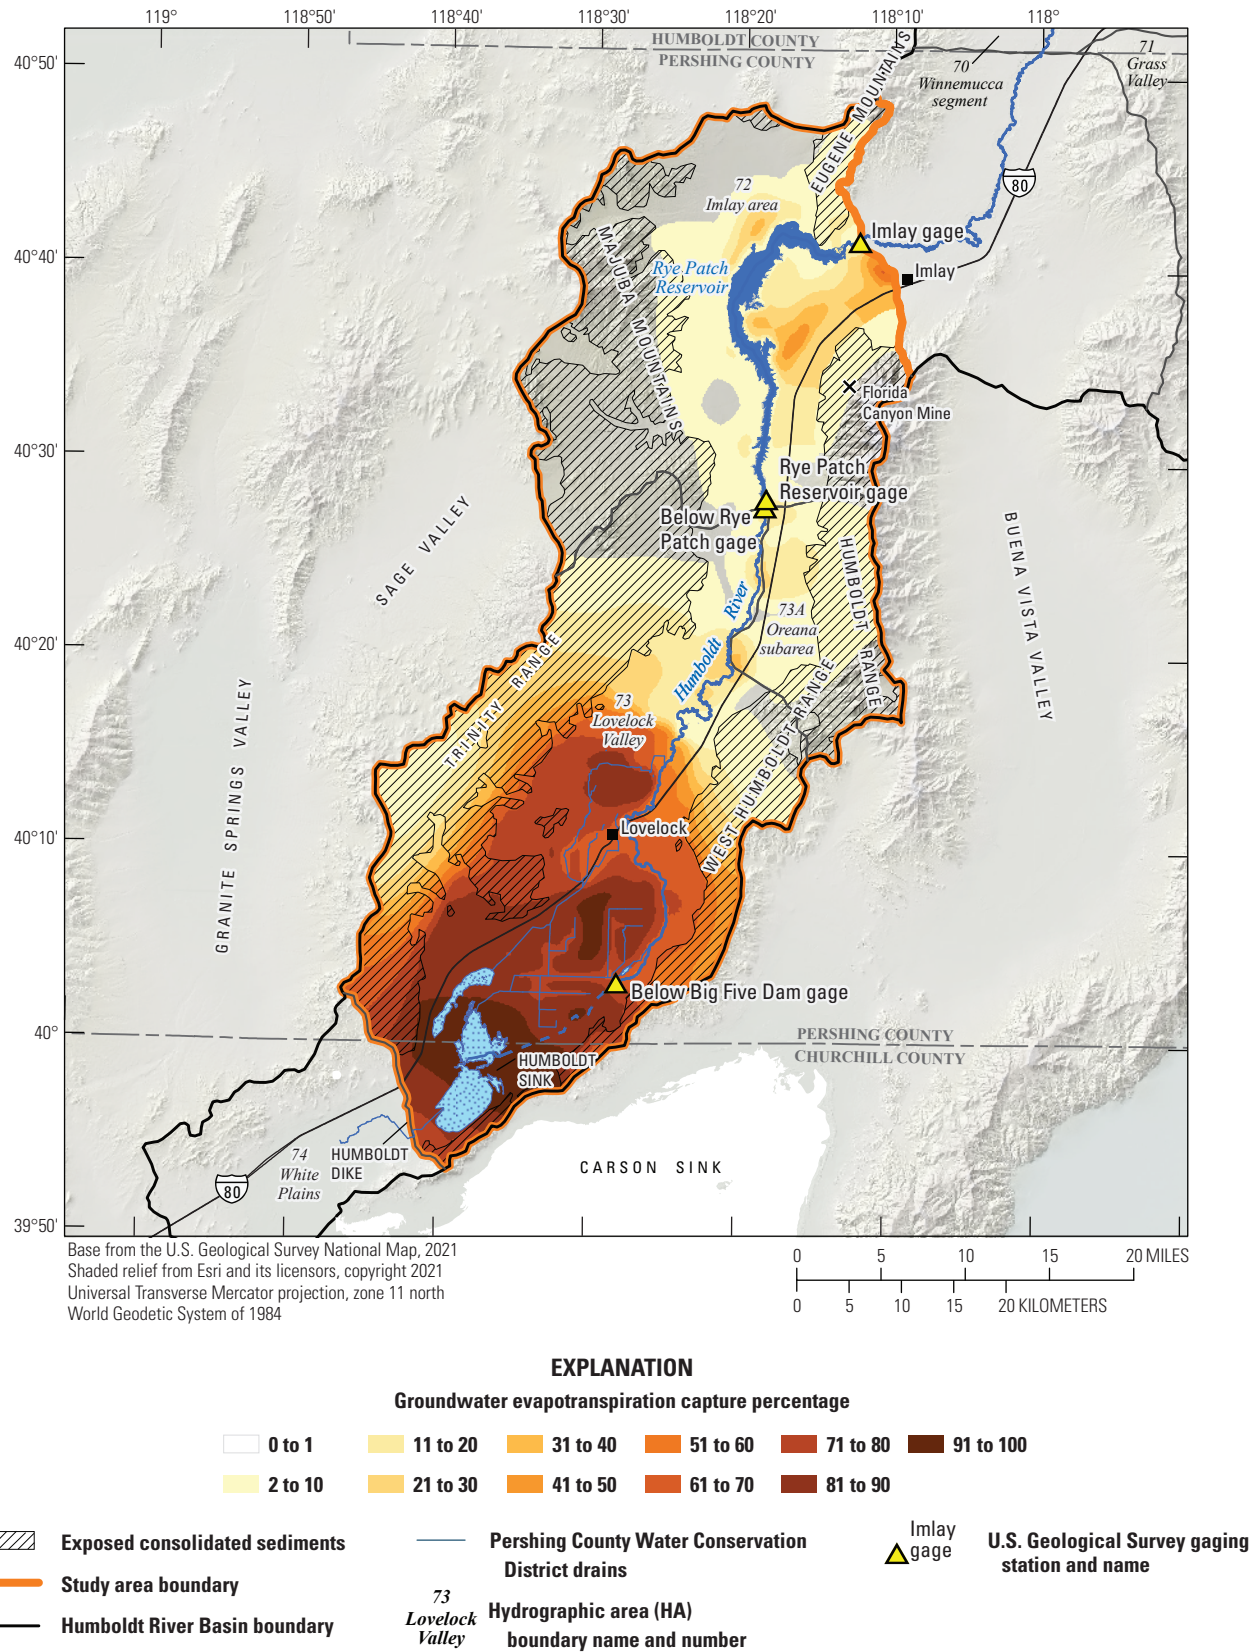 119°
118°50'
118°40'
118°30'
118°20'
118°10'
118°
40°50'
40°40'
40°30'
40°20'
40°10'
40°
39°50'
HUMBOLDT COUNTY
PERSHING COUNTY
70
Winnemucca
segment
71
Grass
Valley
80
EUGENE MOUNTAINS
72
Imlay area
Imlay gage
Imlay
MAJUBA MOUNTAINS
Rye Patch
Reservoir
Florida
Canyon Mine
Rye Patch
Reservoir gage
Below Rye
Patch gage
SAGE VALLEY
HUMBOLDT RANGE
BUENA VISTA VALLEY
Humboldt River
73A
Oreana
subarea
TRINITY RANGE
73
Lovelock
Valley
WEST HUMBOLDT RANGE
GRANITE SPRINGS VALLEY
Lovelock
Below Big Five Dam gage
PERSHING COUNTY
CHURCHILL COUNTY
HUMBOLDT
SINK
HUMBOLDT
DIKE
74
White
Plains
80
CARSON SINK
Base from the U.S. Geological Survey National Map, 2021
Shaded relief from Esri and its licensors, copyright 2021
Universal Transverse Mercator projection, zone 11 north
World Geodetic System of 1984
0 5 10 15 20 MILES
0 5 10 15 20 KILOMETERS
EXPLANATION
Groundwater evapotranspiration capture percentage
0 to 1
11 to 20
31 to 40
51 to 60
71 to 80
91 to 100
2 to 10
21 to 30
41 to 50
61 to 70
81 to 90
Exposed consolidated sediments
Study area boundary
Humboldt River Basin boundary
Pershing County Water Conservation
District drains
73
Lovelock
Valley
Hydrographic area (HA)
boundary name and number
Imlay
gage
U.S. Geological Survey gaging
station and name